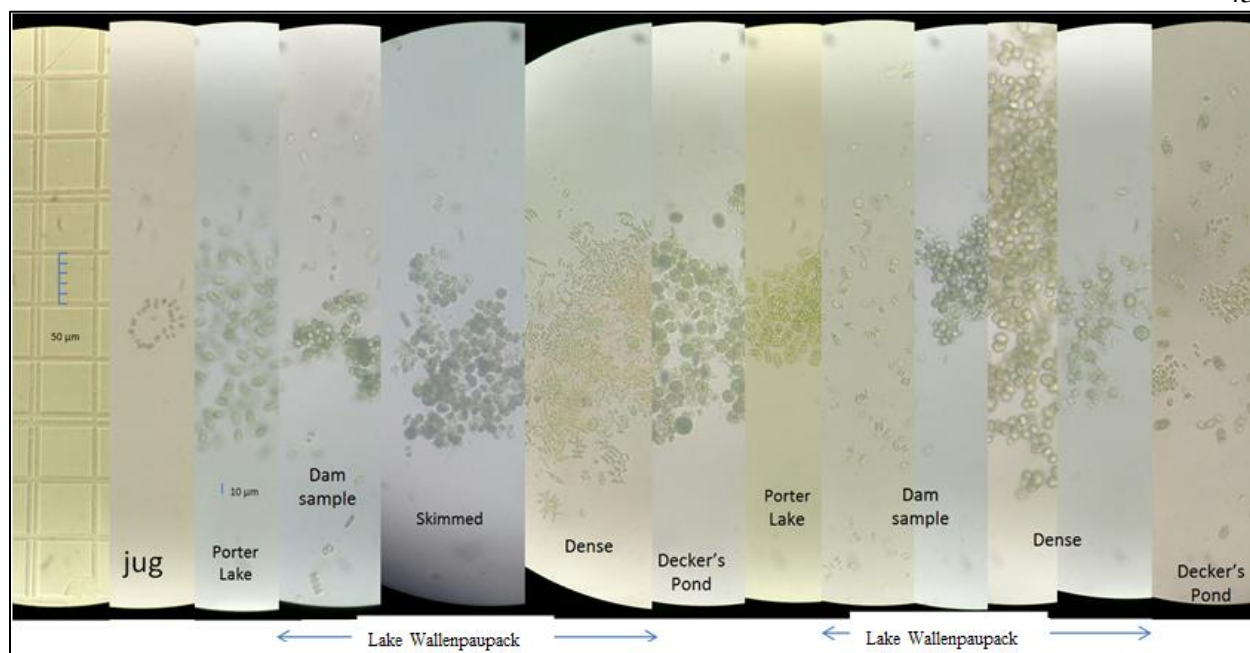 50 µm
jug
10 µm
Porter
Lake
Dam
sample
Skimmed
Dense
Decker's
Pond
Porter
Lake
Dam
sample
Dense
Decker's
Pond
Lake Wallenpaupack
Lake Wallenpaupack